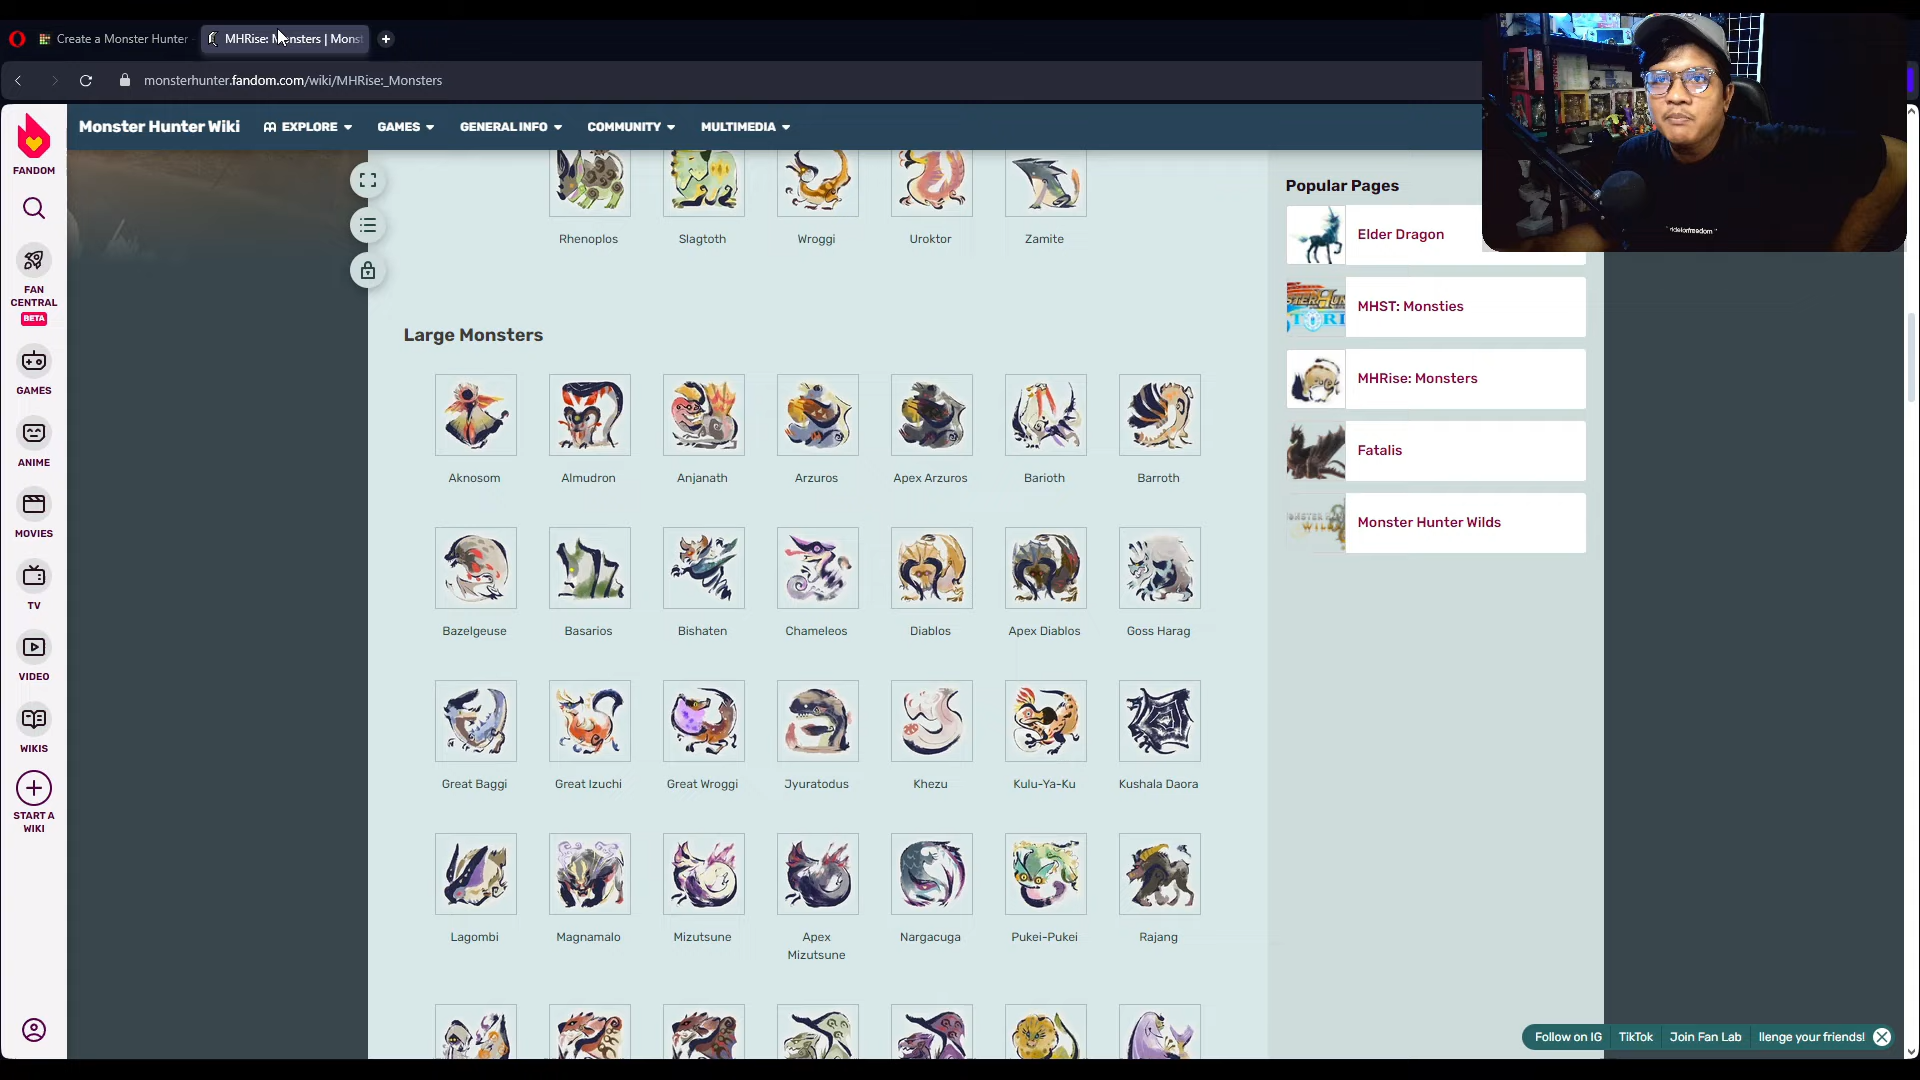 Create a Monster Hunter
MHRise: Monsters | Monst
monsterhunter.fandom.com/wiki/MHRise:_Monsters
FANDOM
FAN CENTRAL
BETA
GAMES
ANIME
MOVIES
TV
VIDEO
WIKIS
START A WIKI
Monster Hunter Wiki
EXPLORE
GAMES
GENERAL INFO
COMMUNITY
MULTIMEDIA
Rhenoplos
Slagtoth
Wroggi
Uroktor
Zamite
Large Monsters
Aknosom
Almudron
Anjanath
Arzuros
Apex Arzuros
Barioth
Barroth
Bazelgeuse
Basarios
Bishaten
Chameleos
Diablos
Apex Diablos
Goss Harag
Great Baggi
Great Izuchi
Great Wroggi
Jyuratodus
Khezu
Kulu-Ya-Ku
Kushala Daora
Lagombi
Magnamalo
Mizutsune
Apex
Mizutsune
Nargacuga
Pukei-Pukei
Rajang
Popular Pages
Elder Dragon
MHST: Monsties
MHRise: Monsters
Fatalis
Monster Hunter Wilds
Follow on IG
TikTok
Join Fan Lab
llenge your friends!